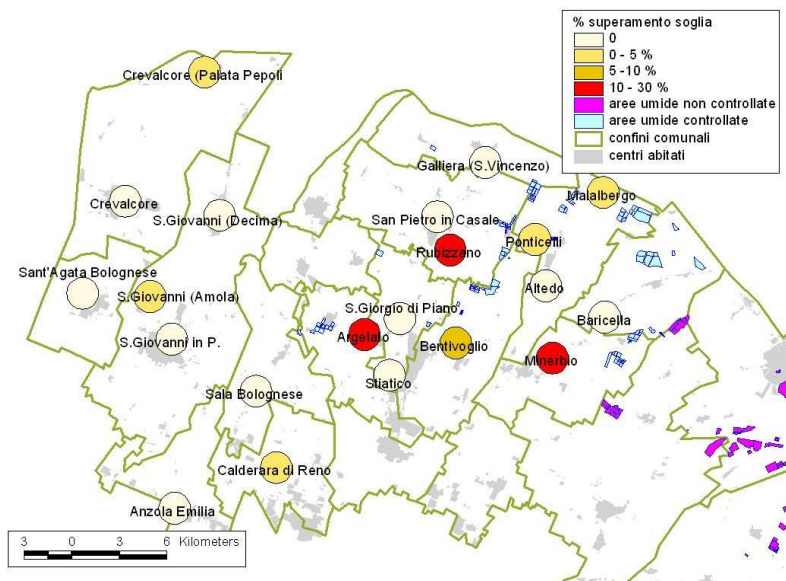 % superamento soglia
0
0 - 5 %
5 -10 %
10 - 30 %
aree umide non controllate
aree umide controllate
confini comunali
centri abitati
Crevalcore (Palata Pepoli
Galliera (S.Vincenzo)
Malalbergo
Crevalcore
S.Giovanni (Decima)
San Pietro in Casale
Ponticelli
Rubizzano
Sant'Agata Bolognese
Altedo
S.Giovanni (Amola)
S.Giorgio di Piano
Baricella
S.Giovanni in P.
Argelato
Bentivoglio
Minerbio
Stiatico
Sala Bolognese
Calderara di Reno
Anzola Emilia
3 0 3 6 Kilometers